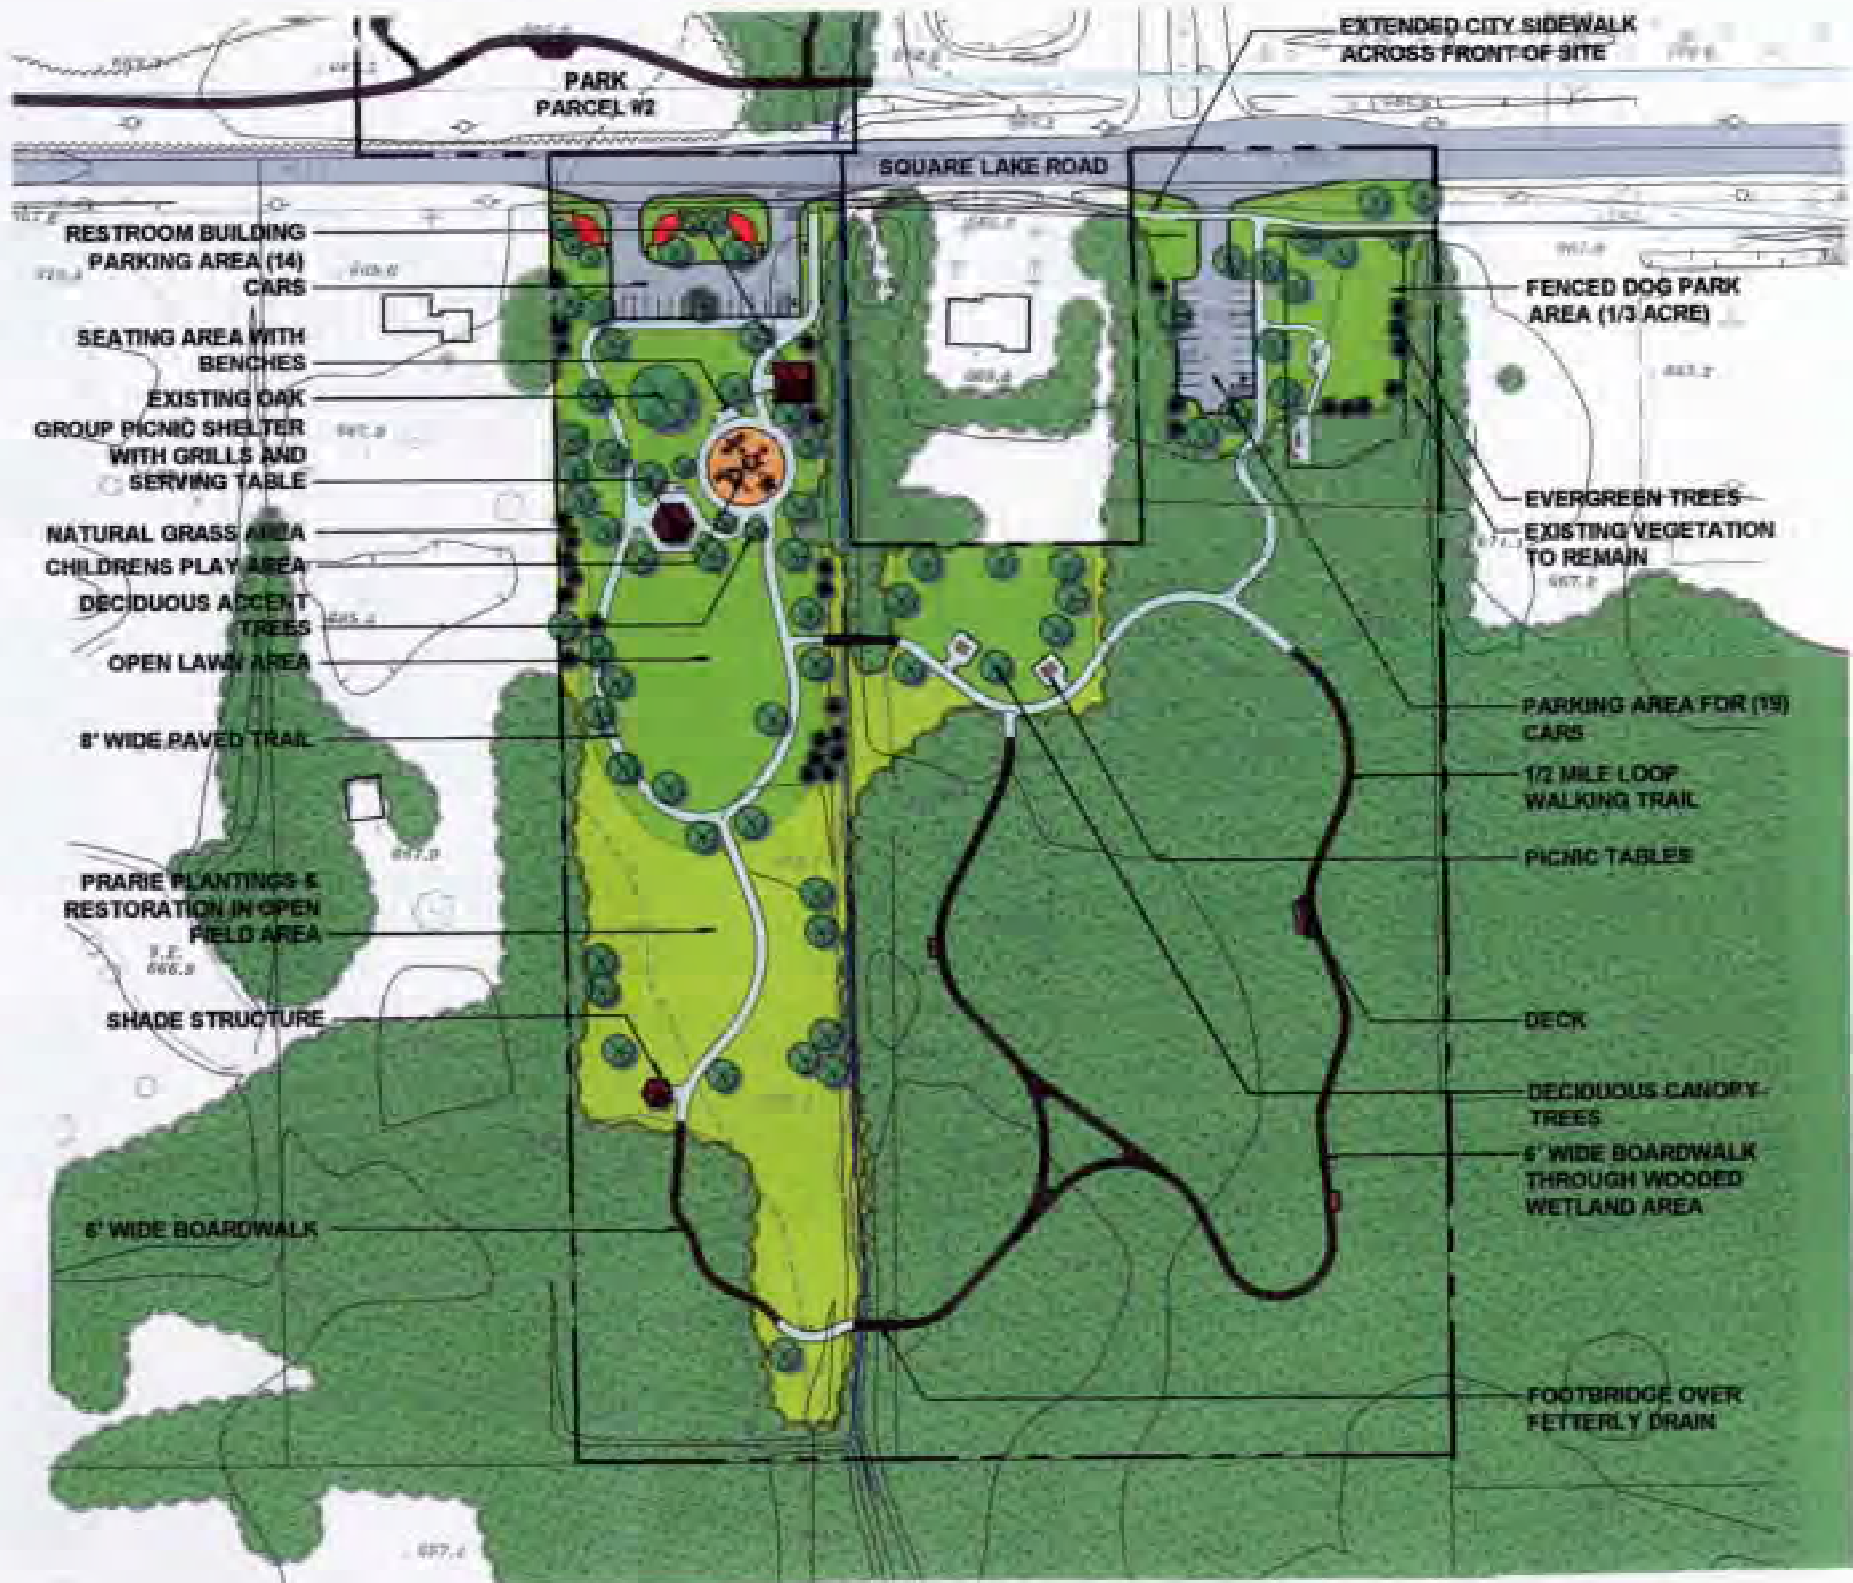 EXTENDED CITY SIDEWALK
ACROSS FRONT OF SITE
PARK
PARCEL #2
SQUARE LAKE ROAD
RESTROOM BUILDING
PARKING AREA (14)
CARS
SEATING AREA WITH
BENCHES
EXISTING OAK
GROUP PICNIC SHELTER
WITH GRILLS AND
SERVING TABLE
NATURAL GRASS AREA
CHILDRENS PLAY AREA
DECIDUOUS ACCENT
TREES
OPEN LAWN AREA
8' WIDE PAVED TRAIL
PRARIE PLANTINGS &
RESTORATION IN OPEN
FIELD AREA
SHADE STRUCTURE
6' WIDE BOARDWALK
FENCED DOG PARK
AREA (1/3 ACRE)
EVERGREEN TREES
EXISTING VEGETATION
TO REMAIN
PARKING AREA FOR (19)
CARS
1/2 MILE LOOP
WALKING TRAIL
PICNIC TABLES
DECK
DECIDUOUS CANOPY
TREES
6' WIDE BOARDWALK
THROUGH WOODED
WETLAND AREA
FOOTBRIDGE OVER
FETTERLY DRAIN